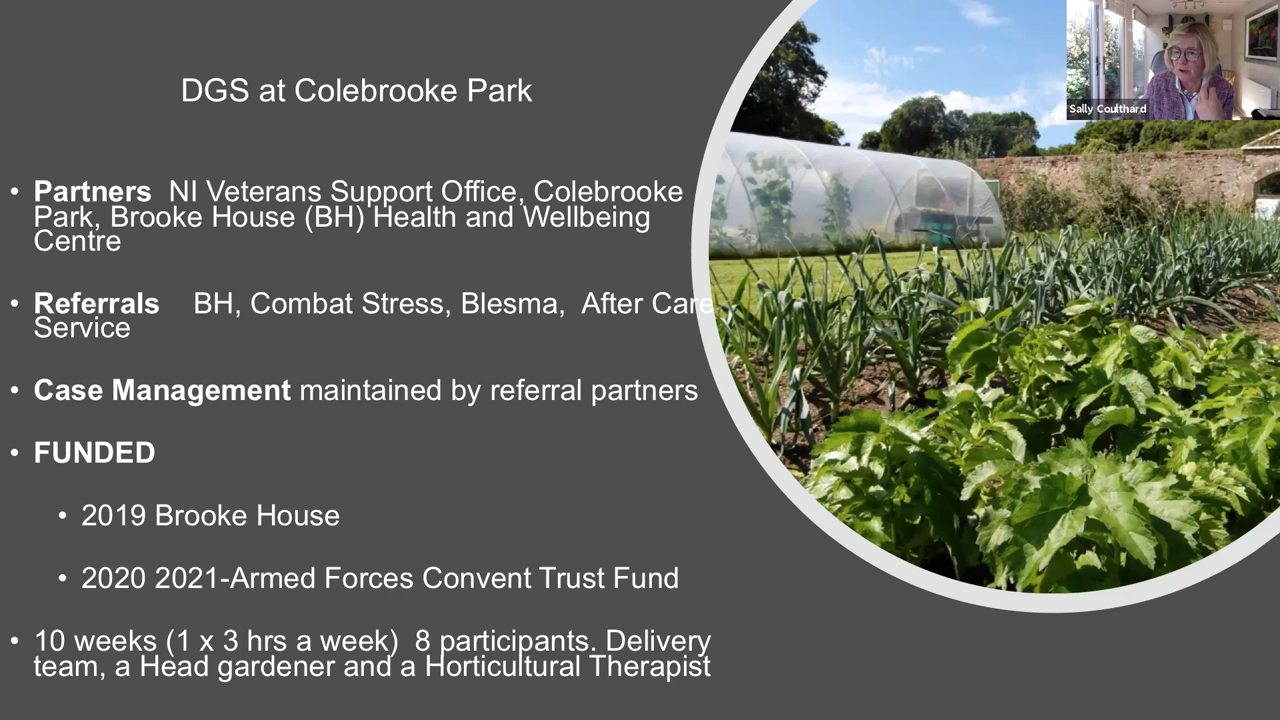 DGS at Colebrooke Park
Sally Coulthard
• Partners NI Veterans Support Office, Colebrooke
Park, Brooke House (BH) Health and Wellbeing
Centre
• Referrals BH, Combat Stress, Blesma, After Care
Service
• Case Management maintained by referral partners
• FUNDED
• 2019 Brooke House
• 2020 2021-Armed Forces Convent Trust Fund
• 10 weeks (1 x 3 hrs a week) 8 participants. Delivery
team, a Head gardener and a Horticultural Therapist